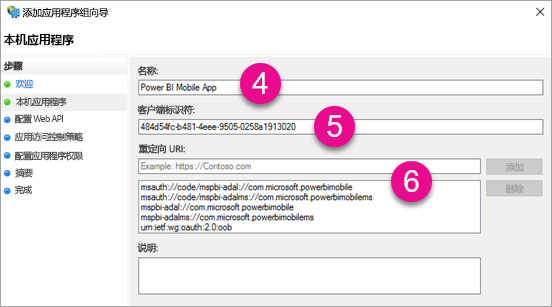 添加应用程序组向导
本机应用程序
步骤
欢迎
本机应用程序
配置 Web API
应用访问控制策略
配置应用程序权限
摘要
完成
名称:
Power BI Mobile App
4
客户端标识符:
484d54fc-b481-4eee-9505-0258a1913020
5
重定向 URI:
Example: https://Contoso.com
添加
6
msauth://code/mspbi-adal://com.microsoft.powerbimobile
msauth://code/mspbi-adalms://com.microsoft.powerbimobilems
mspbi-adal://com.microsoft.powerbimobile
mspbi-adalms://com.microsoft.powerbimobilems
urn:ietf:wg:oauth:2.0:oob
删除
说明: